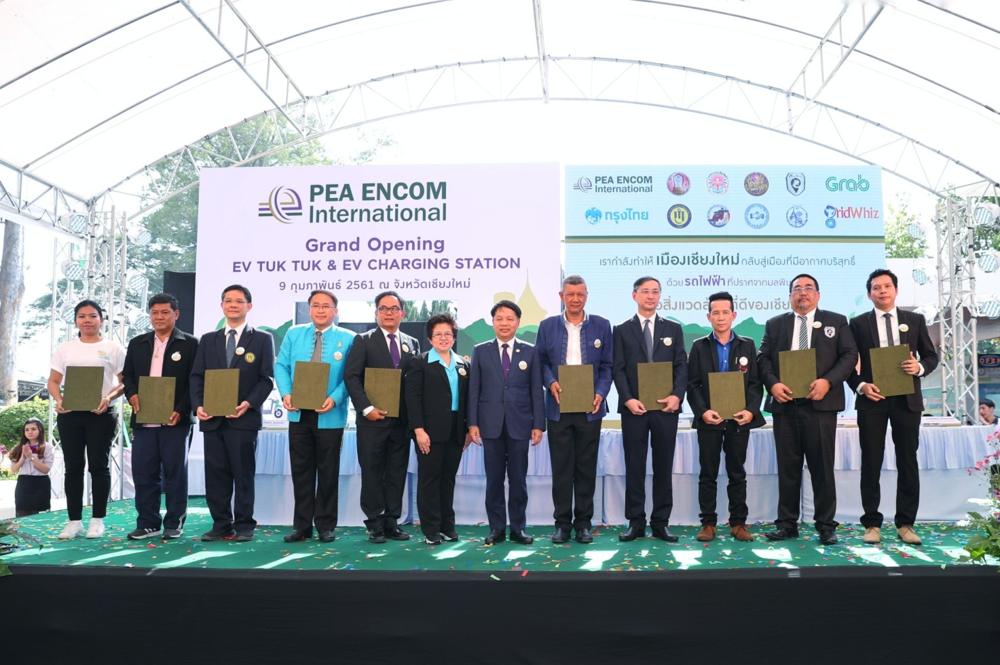 PEA ENCOM
International
Grand Opening
EV TUK TUK & EV CHARGING STATION
9 กุมภาพันธ์ 2561 ณ จังหวัดเชียงใหม่
PEA ENCOM
International
Grab
กรุงไทย
GridWhiz
เรากำลังทำให้ เมืองเชียงใหม่ กลับสู่เมืองที่มีอากาศบริสุทธิ์
ด้วย รถไฟฟ้า ที่ปราศจากมลพิษ
สิ่งแวดล้ ที่ดีของเชีย